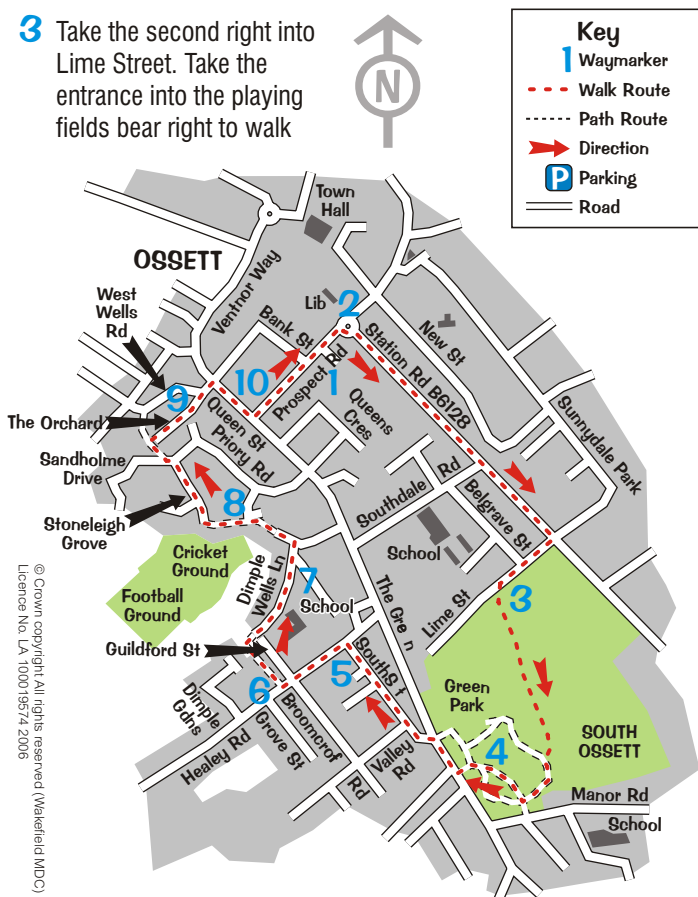 3 Take the second right into
Lime Street. Take the
entrance into the playing
fields bear right to walk
N
Key
1 Waymarker
Walk Route
Path Route
Direction
P Parking
Road
Town
Hall
OSSETT
Ventnor Way
West
Wells
Rd
Lib
2
Bank St
Station Rd B6128
New St
10
Prospect Rd
1
Queens
Cres
Sunnydale Park
9
The Orchard
Queen St
Priory Rd
Sandholme
Drive
Southdale Rd
Belgrave St
8
Stoneleigh
Grove
School
Cricket
Ground
Football
Ground
Dimple
Wells Ln
7
School
The Gre n
Lime St
3
Guildford St
SouthS t
5
6
Green
Park
Dimple
Gdns
Broomcrof
Rd
Grove St
Healey Rd
Valley
Rd
4
SOUTH
OSSETT
Manor Rd
School
© Crown copyright All rights reserved (Wakefield MDC)
Licence No. LA 100019574 2006